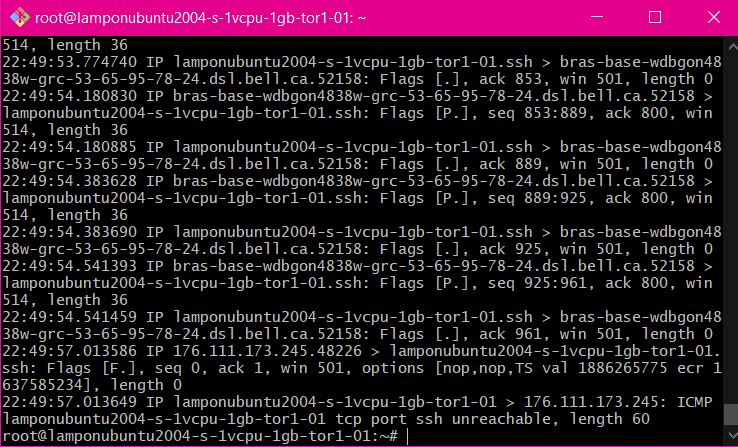 root@lamponubuntu2004-s-1vcpu-1gb-tor1-01: ~
514, length 36
22:49:53.774740 IP lamponubuntu2004-s-1vcpu-1gb-tor1-01.ssh > bras-base-wdbgon48
38w-grc-53-65-95-78-24.dsl.bell.ca.52158: Flags [.], ack 853, win 501, length 0
22:49:54.180830 IP bras-base-wdbgon4838w-grc-53-65-95-78-24.dsl.bell.ca.52158 >
lamponubuntu2004-s-1vcpu-1gb-tor1-01.ssh: Flags [P.], seq 853:889, ack 800, win
514, length 36
22:49:54.180885 IP lamponubuntu2004-s-1vcpu-1gb-tor1-01.ssh > bras-base-wdbgon48
38w-grc-53-65-95-78-24.dsl.bell.ca.52158: Flags [.], ack 889, win 501, length 0
22:49:54.383628 IP bras-base-wdbgon4838w-grc-53-65-95-78-24.dsl.bell.ca.52158 >
lamponubuntu2004-s-1vcpu-1gb-tor1-01.ssh: Flags [P.], seq 889:925, ack 800, win
514, length 36
22:49:54.383690 IP lamponubuntu2004-s-1vcpu-1gb-tor1-01.ssh > bras-base-wdbgon48
38w-grc-53-65-95-78-24.dsl.bell.ca.52158: Flags [.], ack 925, win 501, length 0
22:49:54.541393 IP bras-base-wdbgon4838w-grc-53-65-95-78-24.dsl.bell.ca.52158 >
lamponubuntu2004-s-1vcpu-1gb-tor1-01.ssh: Flags [P.], seq 925:961, ack 800, win
514, length 36
22:49:54.541459 IP lamponubuntu2004-s-1vcpu-1gb-tor1-01.ssh > bras-base-wdbgon48
38w-grc-53-65-95-78-24.dsl.bell.ca.52158: Flags [.], ack 961, win 501, length 0
22:49:57.013586 IP 176.111.173.245.48226 > lamponubuntu2004-s-1vcpu-1gb-tor1-01.
ssh: Flags [F.], seq 0, ack 1, win 501, options [nop,nop,TS val 1886265775 ecr 1
637585234], length 0
22:49:57.013649 IP lamponubuntu2004-s-1vcpu-1gb-tor1-01 > 176.111.173.245: ICMP
lamponubuntu2004-s-1vcpu-1gb-tor1-01 tcp port ssh unreachable, length 60
root@lamponubuntu2004-s-1vcpu-1gb-tor1-01:~#